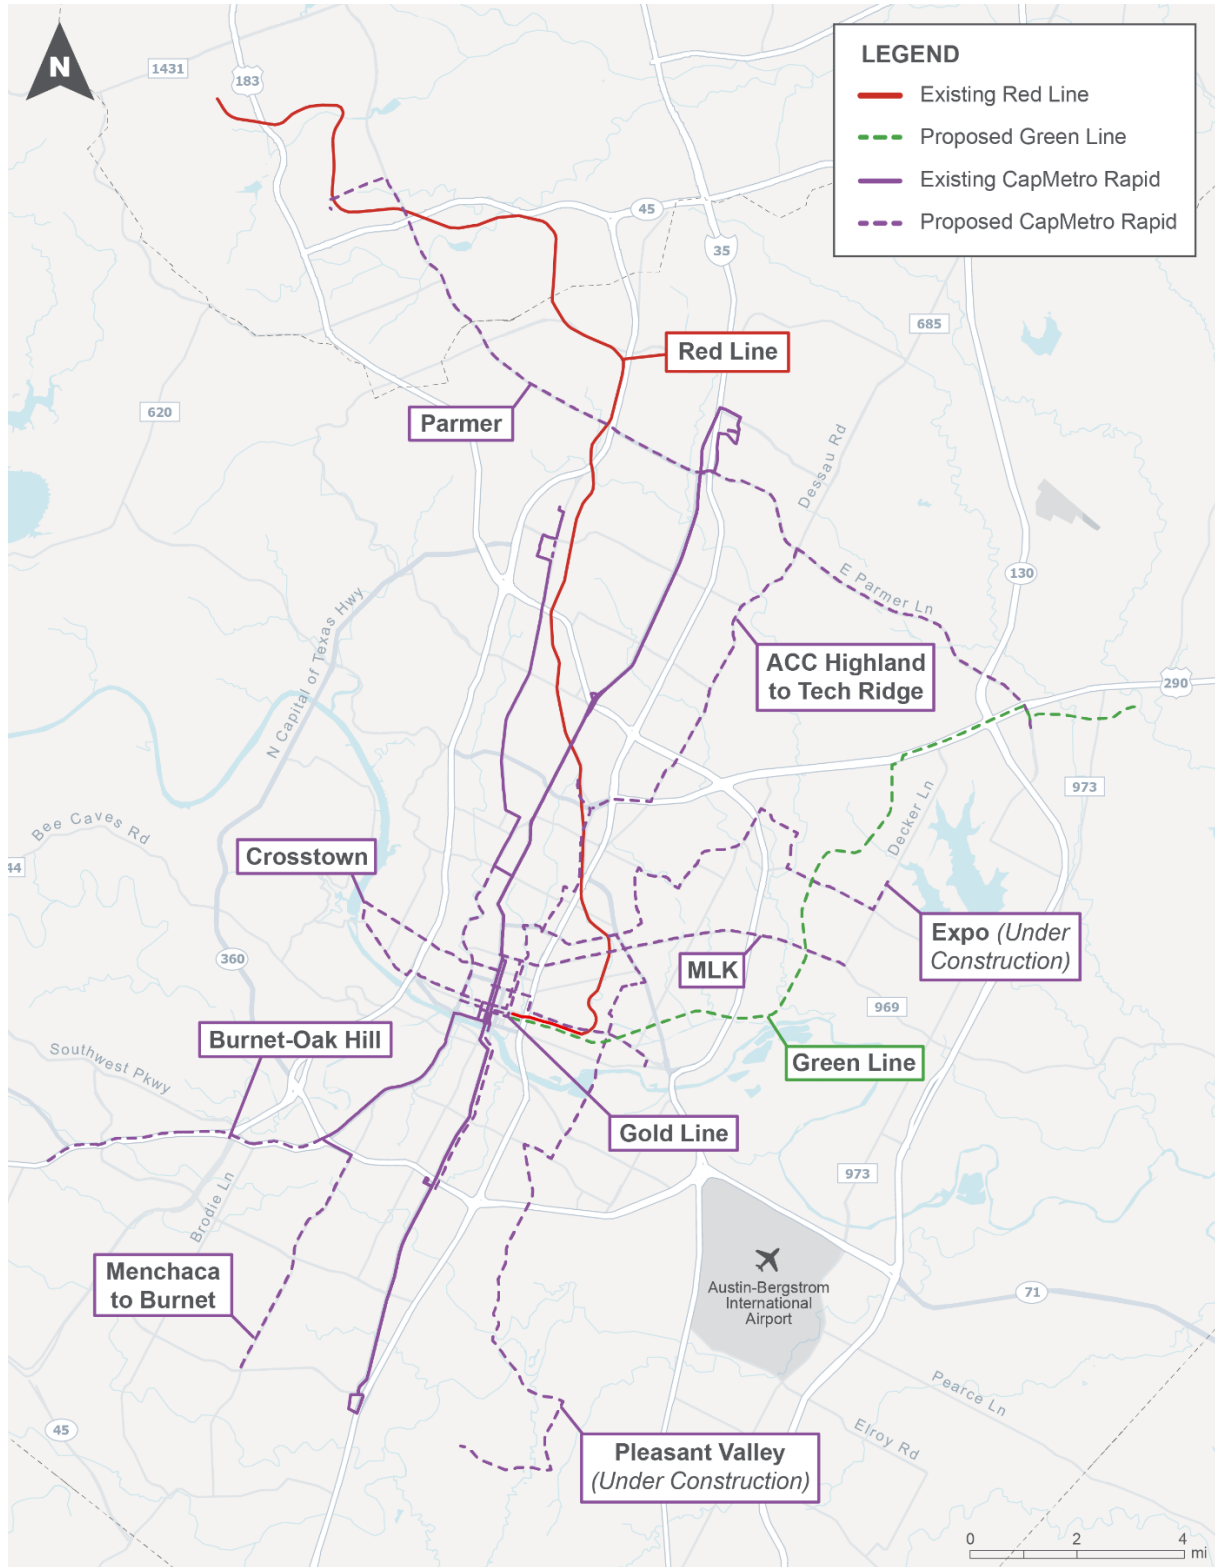 N
1431
183
LEGEND
Existing Red Line
Proposed Green Line
Existing CapMetro Rapid
Proposed CapMetro Rapid
45
35
685
Red Line
620
Parmer
Dessau Rd
130
E Parmer Ln
N Capital of Texas Hwy
ACC Highland
to Tech Ridge
290
973
Bee Caves Rd
Decker Ln
Crosstown
44
Expo (Under
Construction)
360
MLK
969
Burnet-Oak Hill
Southwest Pkwy
Green Line
Gold Line
973
Brodie Ln
Menchaca
to Burnet
Austin-Bergstrom
International
Airport
71
Pearce Ln
45
Elroy Rd
Pleasant Valley
(Under Construction)
0 2 4
mi